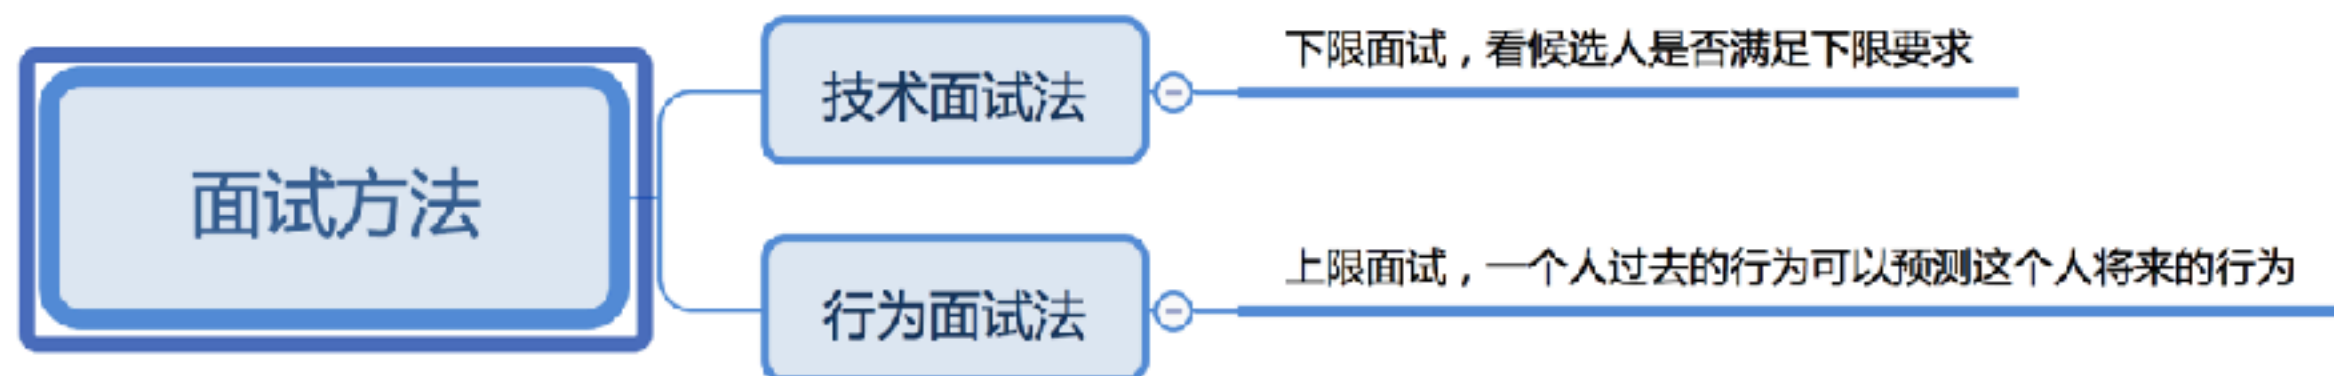 面试方法
技术面试法
下限面试，看候选人是否满足下限要求
行为面试法
上限面试，一个人过去的行为可以预测这个人将来的行为